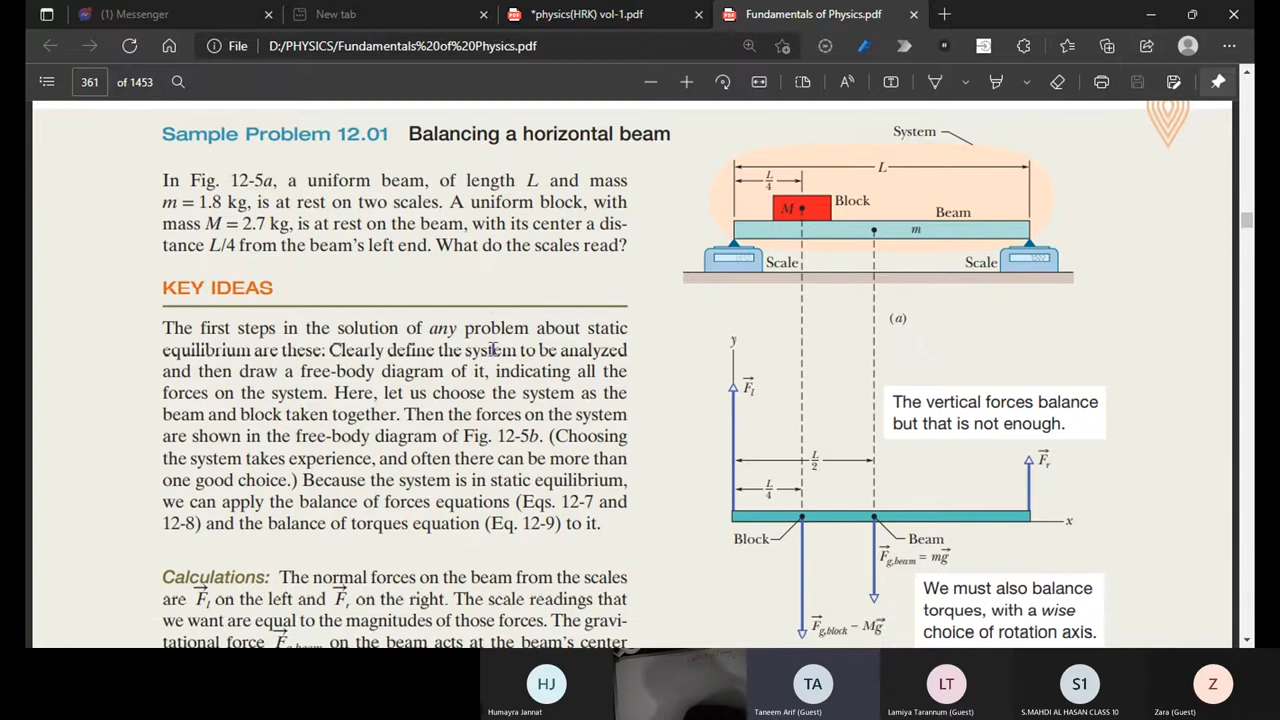 (1) Messenger
New tab
*physics(HRK) vol-1.pdf
Fundamentals of Physics.pdf
File
D:/PHYSICS/Fundamentals%20of%20Physics.pdf
361
of 1453
Sample Problem 12.01 Balancing a horizontal beam
In Fig. 12-5a, a uniform beam, of length L and mass
m = 1.8 kg, is at rest on two scales. A uniform block, with
mass M = 2.7 kg, is at rest on the beam, with its center a dis-
tance L/4 from the beam's left end. What do the scales read?
KEY IDEAS
The first steps in the solution of any problem about static
equilibrium are these: Clearly define the system to be analyzed
and then draw a free-body diagram of it, indicating all the
forces on the system. Here, let us choose the system as the
beam and block taken together. Then the forces on the system
are shown in the free-body diagram of Fig. 12-5b. (Choosing
the system takes experience, and often there can be more than
one good choice.) Because the system is in static equilibrium,
we can apply the balance of forces equations (Eqs. 12-7 and
12-8) and the balance of torques equation (Eq. 12-9) to it.
Calculations: The normal forces on the beam from the scales
are F⃗l on the left and F⃗r on the right. The scale readings that
we want are equal to the magnitudes of those forces. The gravi-
tational force F⃗g,beam on the beam acts at the beam's center
System
L
L/4
M
Block
Beam
m
Scale
Scale
(a)
y
F⃗l
The vertical forces balance
but that is not enough.
L/2
F⃗r
L/4
x
Block
Beam
F⃗g,beam = mg⃗
We must also balance
torques, with a wise
choice of rotation axis.
F⃗g,block = Mg⃗
HJ
Humayra Jannat
TA
Taneem Arif (Guest)
LT
Lamiya Tarannum (Guest)
S1
S.MAHDI AL HASAN CLASS 10
Z
Zara (Guest)